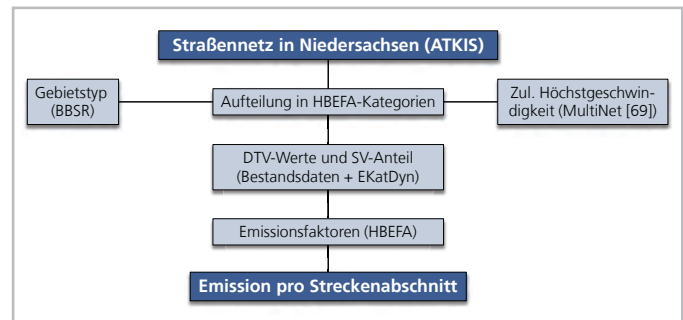 Straßennetz in Niedersachsen (ATKIS)
Gebietstyp
(BBSR)
Aufteilung in HBEFA-Kategorien
Zul. Höchstgeschwin-
digkeit (MultiNet [69])
DTV-Werte und SV-Anteil
(Bestandsdaten + EKatDyn)
Emissionsfaktoren (HBEFA)
Emission pro Streckenabschnitt